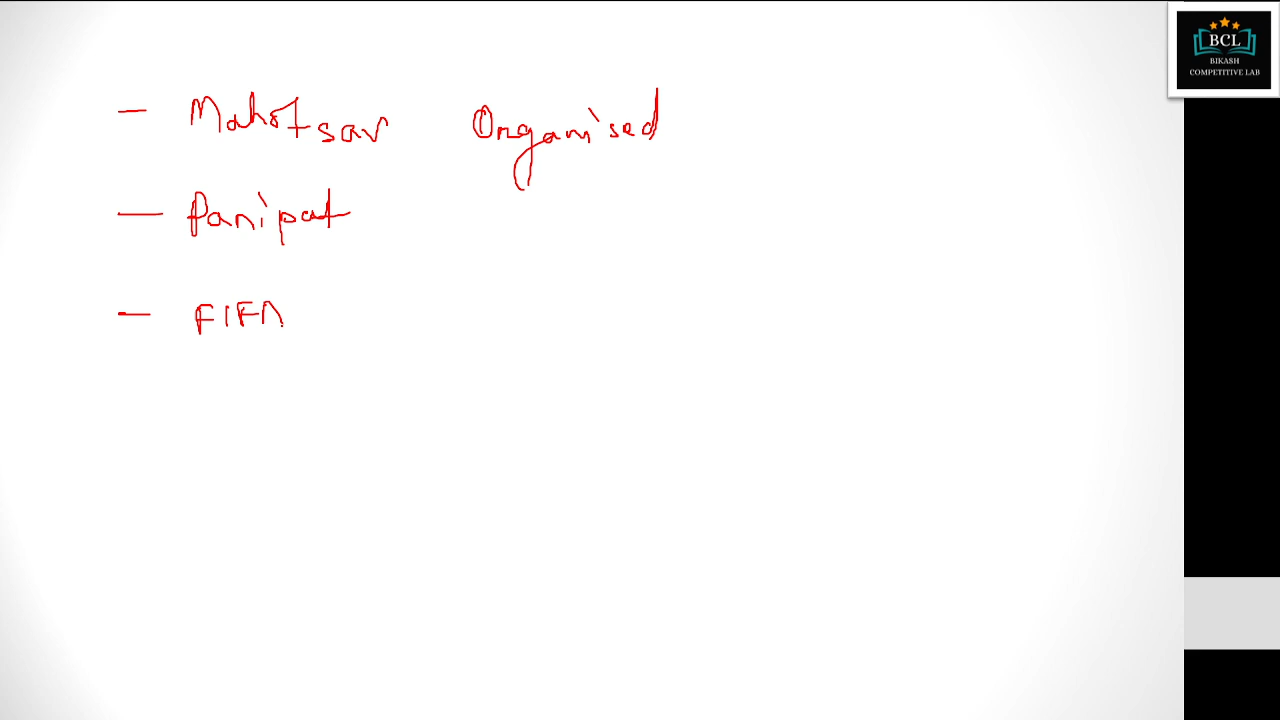 BCL
BIKASH
COMPETITIVE LAB
- Mahotsav Organised
- Panipat
- FIFA